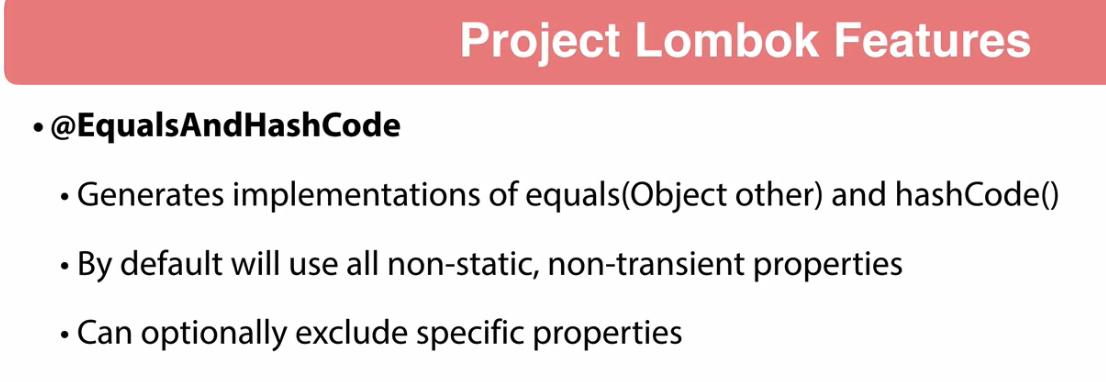 Project Lombok Features
• @EqualsAndHashCode
• Generates implementations of equals(Object other) and hashCode()
• By default will use all non-static, non-transient properties
• Can optionally exclude specific properties